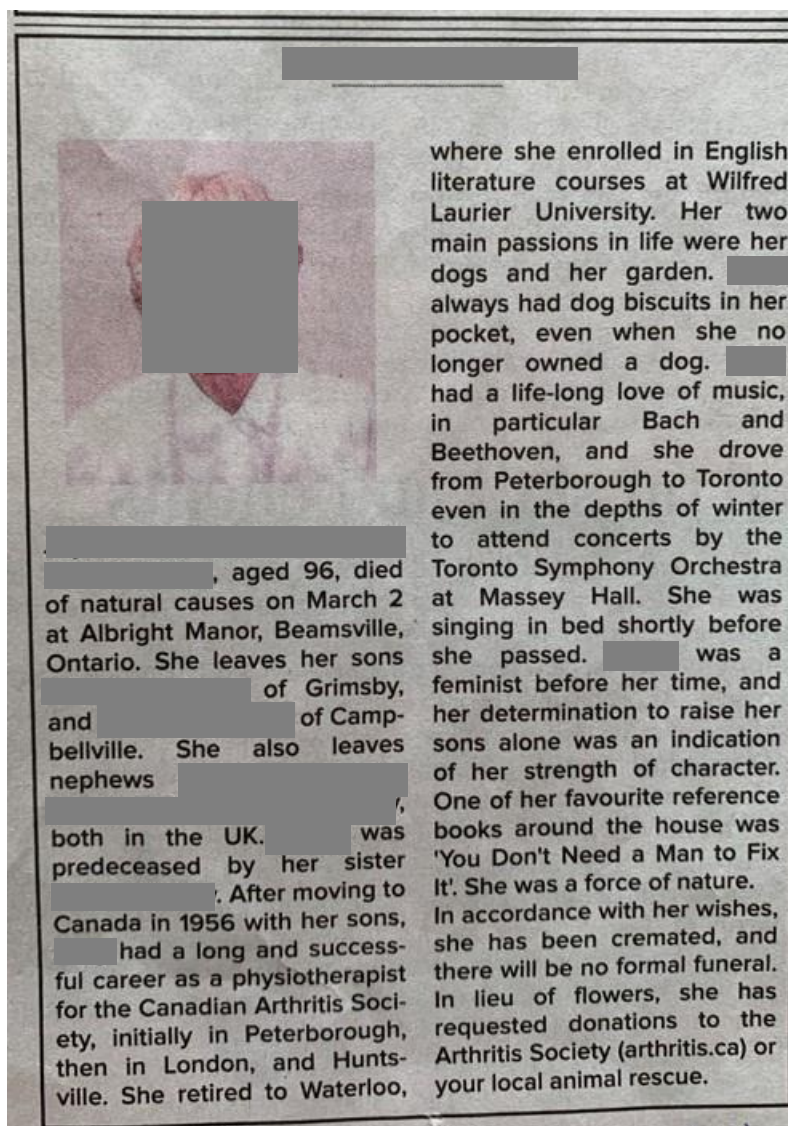 , aged 96, died
of natural causes on March 2
at Albright Manor, Beamsville,
Ontario. She leaves her sons
of Grimsby,
and of Camp-
bellville. She also leaves
nephews
,
both in the UK. was
predeceased by her sister
. After moving to
Canada in 1956 with her sons,
had a long and success-
ful career as a physiotherapist
for the Canadian Arthritis Soci-
ety, initially in Peterborough,
then in London, and Hunts-
ville. She retired to Waterloo,
where she enrolled in English
literature courses at Wilfred
Laurier University. Her two
main passions in life were her
dogs and her garden.
always had dog biscuits in her
pocket, even when she no
longer owned a dog.
had a life-long love of music,
in particular Bach and
Beethoven, and she drove
from Peterborough to Toronto
even in the depths of winter
to attend concerts by the
Toronto Symphony Orchestra
at Massey Hall. She was
singing in bed shortly before
she passed. was a
feminist before her time, and
her determination to raise her
sons alone was an indication
of her strength of character.
One of her favourite reference
books around the house was
'You Don't Need a Man to Fix
It'. She was a force of nature.
In accordance with her wishes,
she has been cremated, and
there will be no formal funeral.
In lieu of flowers, she has
requested donations to the
Arthritis Society (arthritis.ca) or
your local animal rescue.